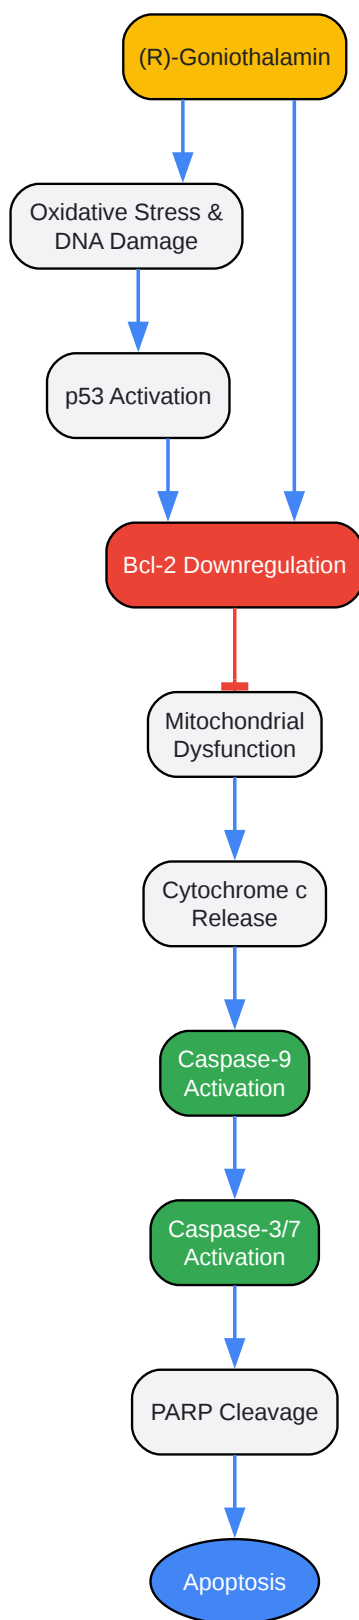 (R)-Goniothalamin
Oxidative Stress &
DNA Damage
p53 Activation
Bcl-2 Downregulation
Mitochondrial
Dysfunction
Cytochrome c
Release
Caspase-9
Activation
Caspase-3/7
Activation
PARP Cleavage
Apoptosis